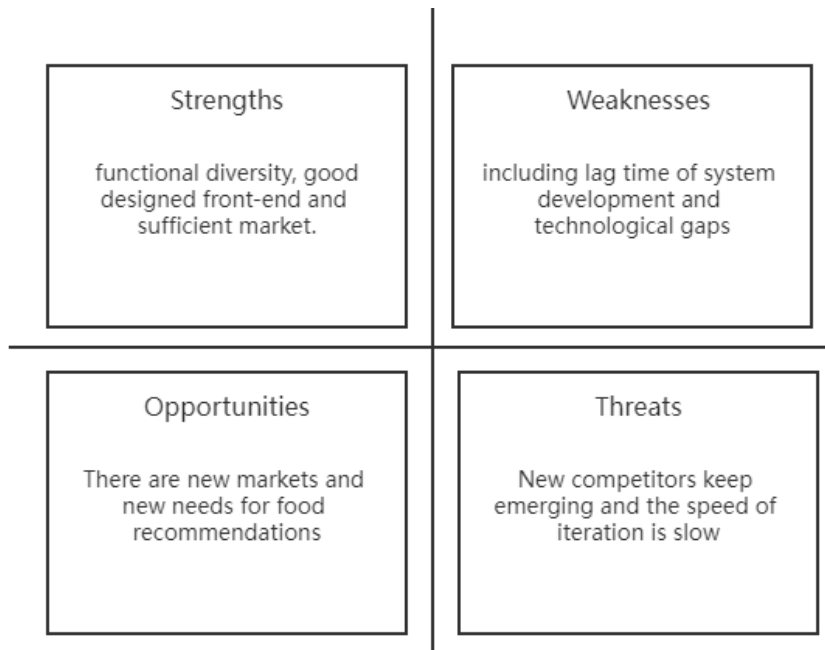 Strengths
functional diversity, good
designed front-end and
sufficient market.
Weaknesses
including lag time of system
development and
technological gaps
Opportunities
There are new markets and
new needs for food
recommendations
Threats
New competitors keep
emerging and the speed of
iteration is slow